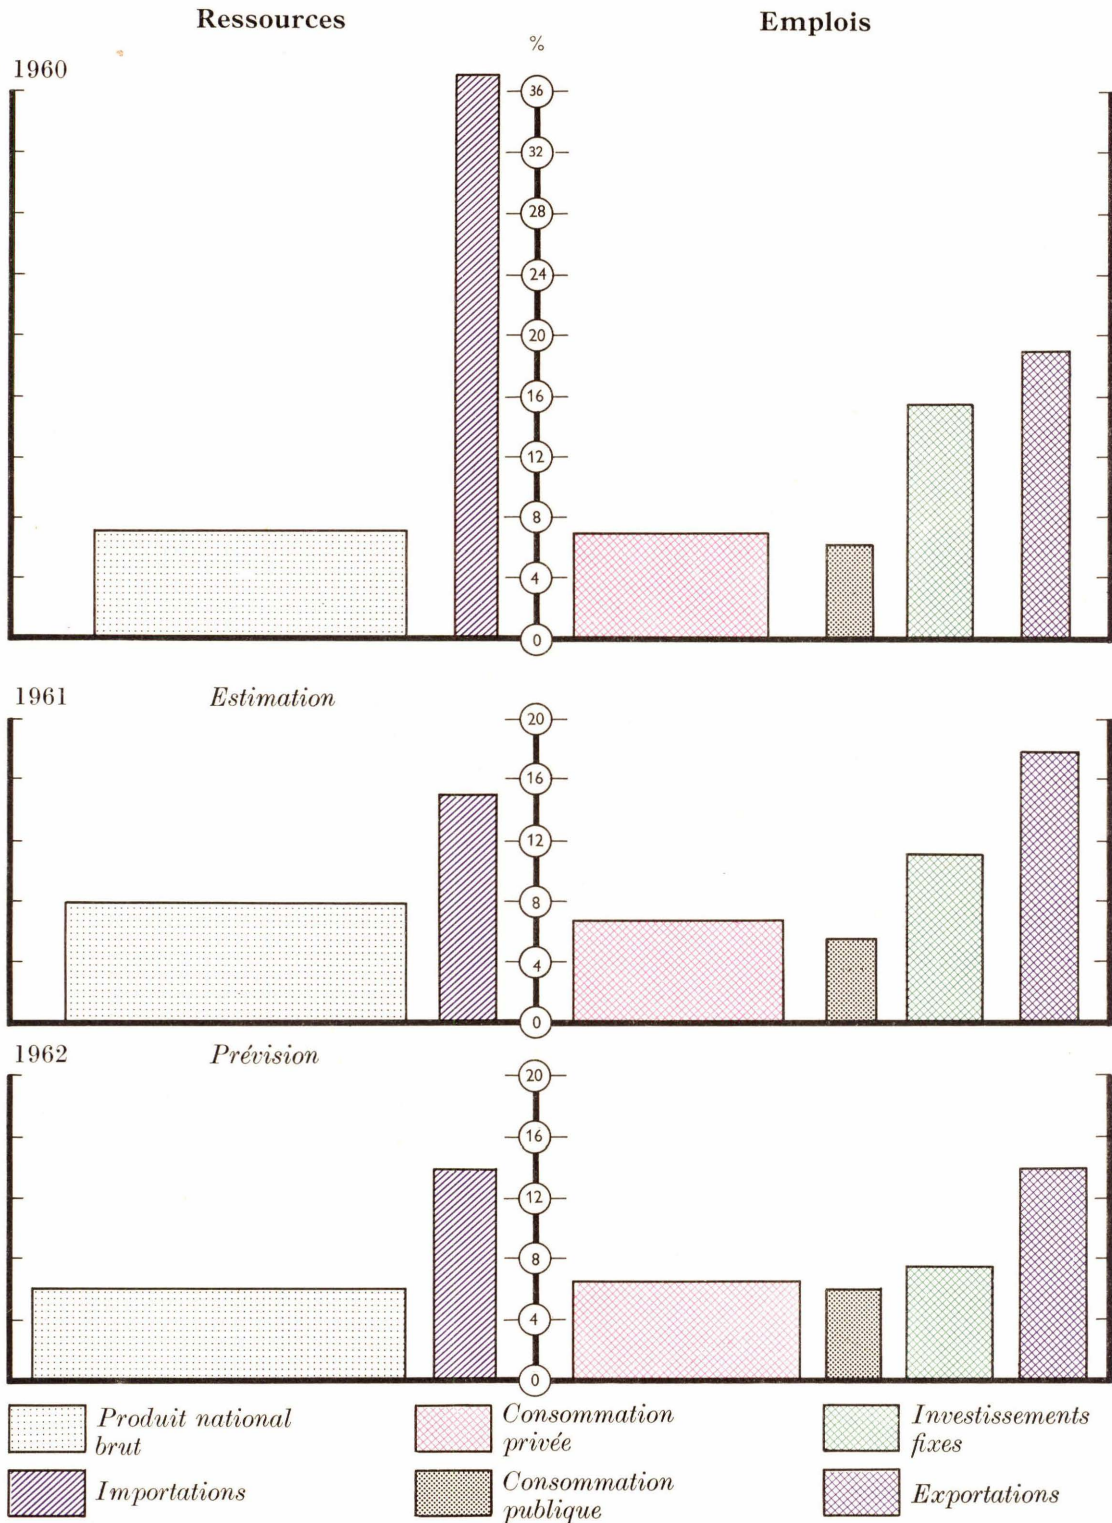 Ressources
Emplois
%
1960
36
32
28
24
20
16
12
8
4
0
1961
Estimation
20
16
12
8
4
0
1962
Prévision
20
16
12
8
4
0
Produit national
brut
Consommation
privée
Investissements
fixes
Importations
Consommation
publique
Exportations